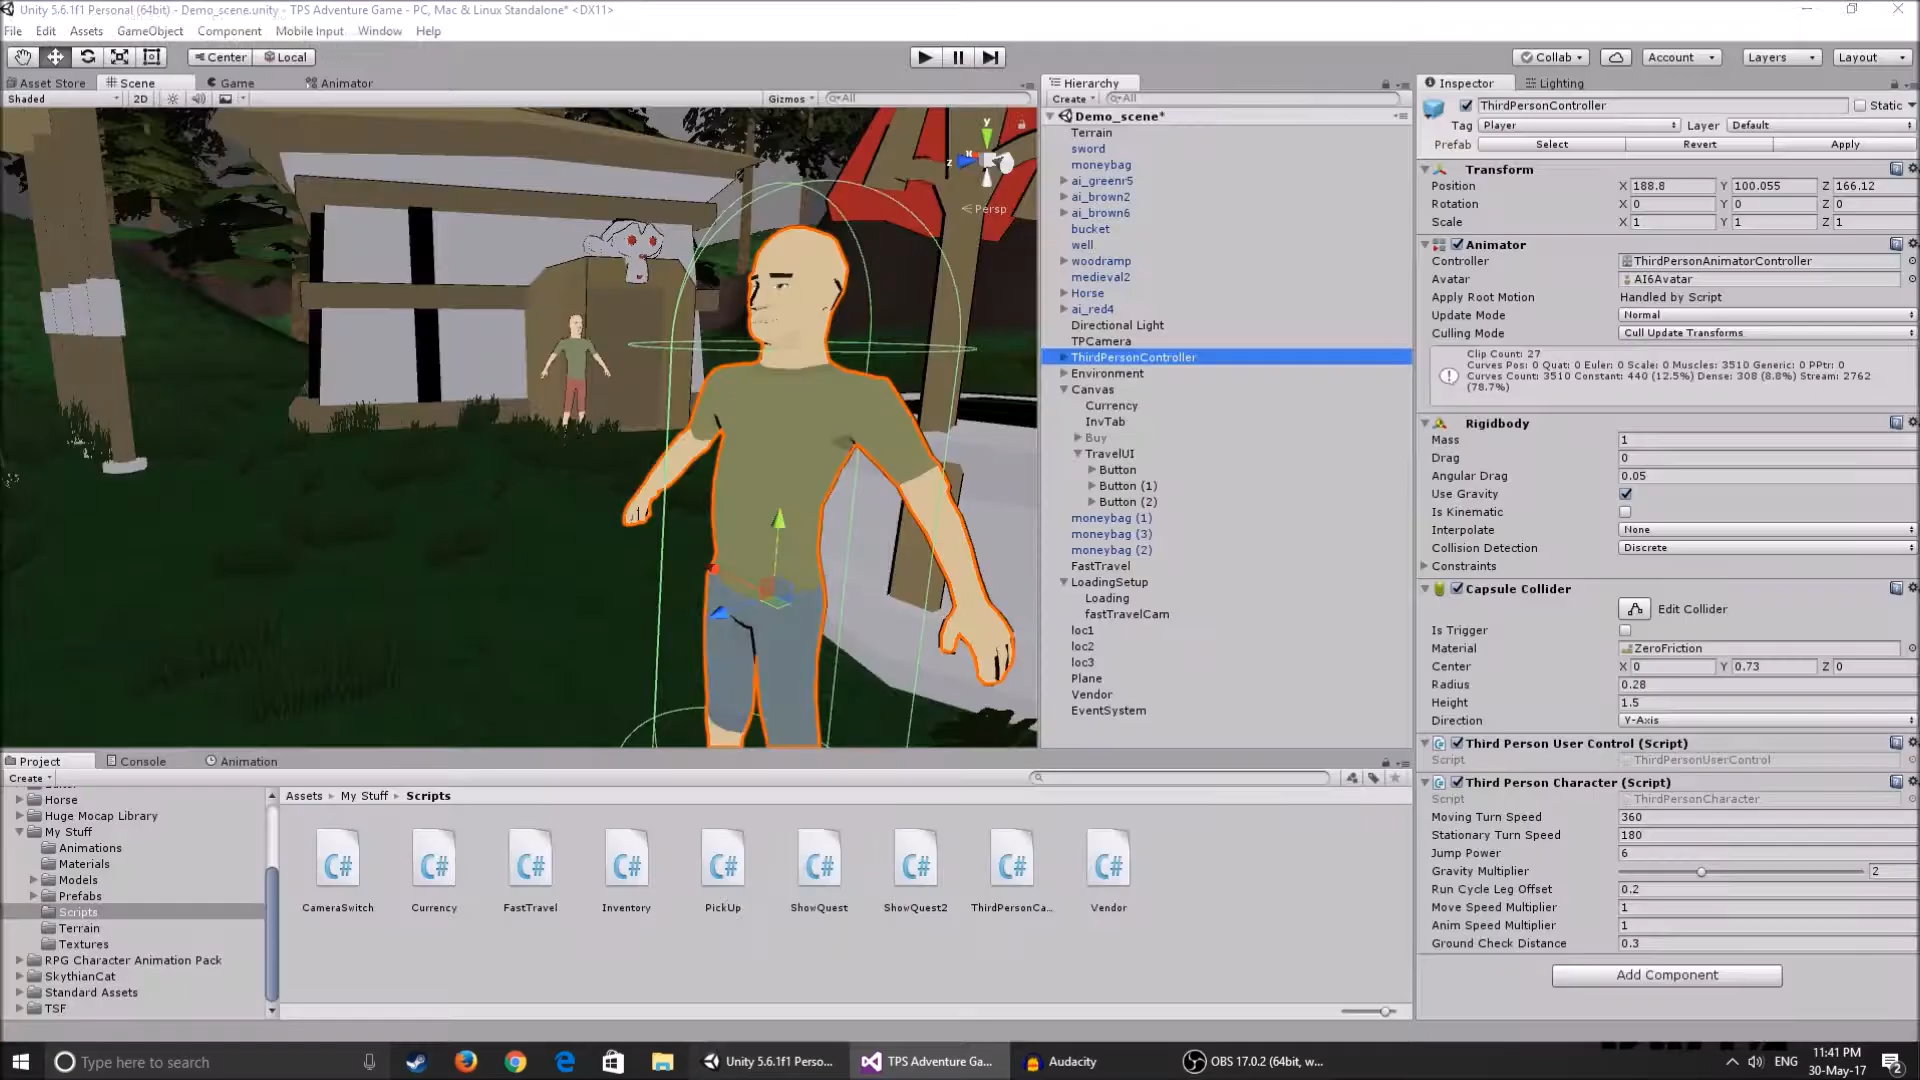 Unity 5.6.1f1 Personal (64bit) - Demo_scene.unity - TPS Adventure Game - PC, Mac & Linux Standalone* <DX11>
File Edit Assets GameObject Component Mobile Input Window Help
Center Local Collab Account Layers Layout
Asset Store Scene Game Animator
Shaded 2D Gizmos All
y
x
z
Persp
Hierarchy
Create All
Demo_scene*
Terrain
sword
moneybag
ai_greenr5
ai_brown2
ai_brown6
bucket
well
woodramp
medieval2
Horse
ai_red4
Directional Light
TPCamera
ThirdPersonController
Environment
Canvas
Currency
InvTab
Buy
TravelUI
Button
Button (1)
Button (2)
moneybag (1)
moneybag (3)
moneybag (2)
FastTravel
LoadingSetup
Loading
fastTravelCam
loc1
loc2
loc3
Plane
Vendor
EventSystem
Inspector Lighting
ThirdPersonController Static
Tag Player Layer Default
Prefab Select Revert Apply
Transform
Position X 188.8 Y 100.055 Z 166.12
Rotation X 0 Y 0 Z 0
Scale X 1 Y 1 Z 1
Animator
Controller ThirdPersonAnimatorController
Avatar AI6Avatar
Apply Root Motion Handled by Script
Update Mode Normal
Culling Mode Cull Update Transforms
Clip Count: 27
Curves Pos: 0 Quat: 0 Euler: 0 Scale: 0 Muscles: 3510 Generic: 0 PPtr: 0
Curves Count: 3510 Constant: 440 (12.5%) Dense: 308 (8.8%) Stream: 2762
(78.7%)
Rigidbody
Mass 1
Drag 0
Angular Drag 0.05
Use Gravity
Is Kinematic
Interpolate None
Collision Detection Discrete
Constraints
Capsule Collider
Edit Collider
Is Trigger
Material ZeroFriction
Center X 0 Y 0.73 Z 0
Radius 0.28
Height 1.5
Direction Y-Axis
Third Person User Control (Script)
Script ThirdPersonUserControl
Third Person Character (Script)
Script ThirdPersonCharacter
Moving Turn Speed 360
Stationary Turn Speed 180
Jump Power 6
Gravity Multiplier 2
Run Cycle Leg Offset 0.2
Move Speed Multiplier 1
Anim Speed Multiplier 1
Ground Check Distance 0.3
Add Component
Project Console Animation
Create
Horse
Huge Mocap Library
My Stuff
Animations
Materials
Models
Prefabs
Scripts
Terrain
Textures
RPG Character Animation Pack
SkythianCat
Standard Assets
TSF
Assets My Stuff Scripts
C# C# C# C# C# C# C# C# C#
CameraSwitch Currency FastTravel Inventory PickUp ShowQuest ShowQuest2 ThirdPersonCa... Vendor
Type here to search Unity 5.6.1f1 Perso... TPS Adventure Ga... Audacity OBS 17.0.2 (64bit, w... ENG 11:41 PM
30-May-17 2